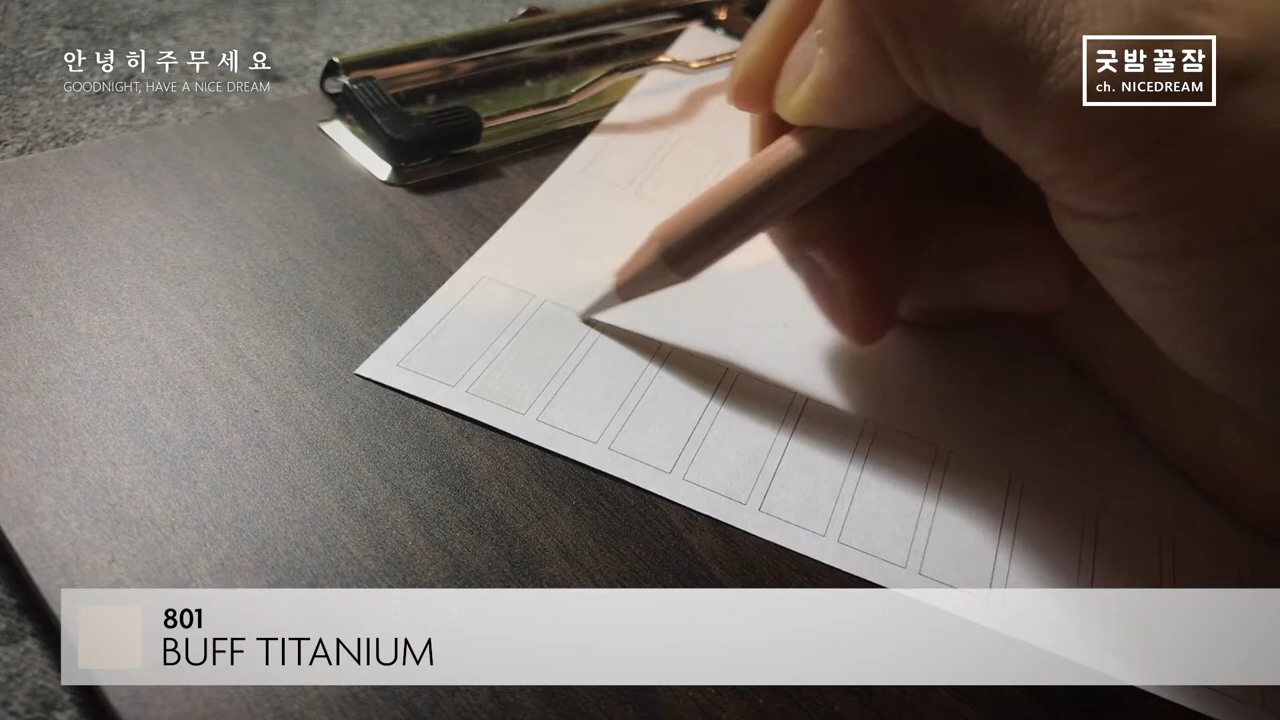 안녕히주무세요
GOODNIGHT, HAVE A NICE DREAM
굿밤꿀잠
ch. NICEDREAM
801
BUFF TITANIUM